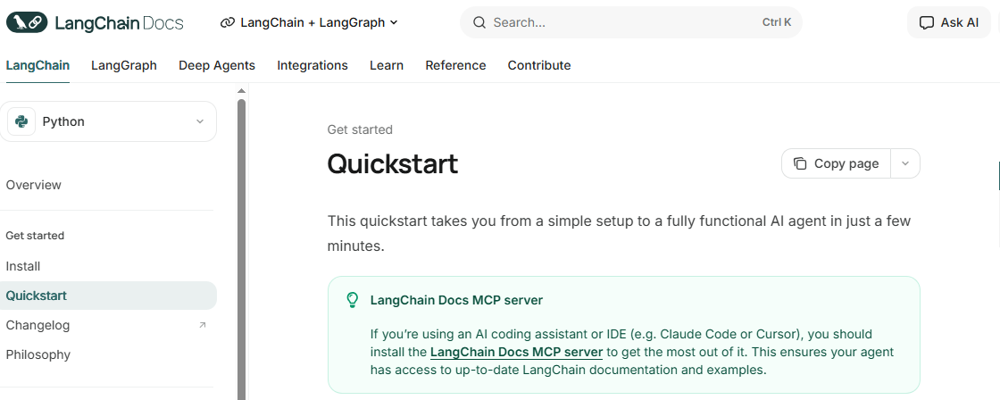 LangChain Docs
LangChain + LangGraph
Search...
Ctrl K
Ask AI
LangChain
LangGraph
Deep Agents
Integrations
Learn
Reference
Contribute
Python
Overview
Get started
Install
Quickstart
Changelog
Philosophy
Get started
Quickstart
Copy page
This quickstart takes you from a simple setup to a fully functional AI agent in just a few
minutes.
LangChain Docs MCP server
If you’re using an AI coding assistant or IDE (e.g. Claude Code or Cursor), you should
install the LangChain Docs MCP server to get the most out of it. This ensures your agent
has access to up-to-date LangChain documentation and examples.